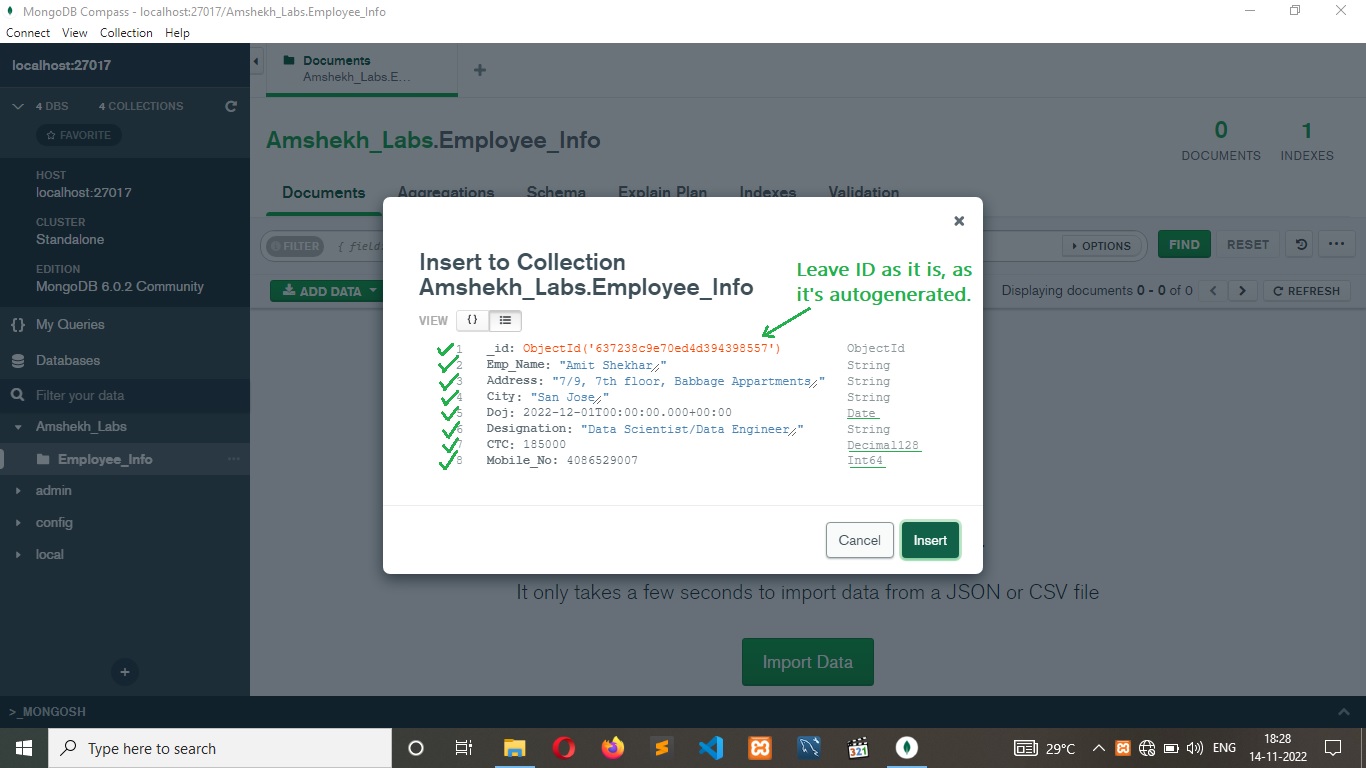 MongoDB Compass - localhost:27017/Amshekh_Labs.Employee_Info
Connect View Collection Help
localhost:27017
4 DBS 4 COLLECTIONS
FAVORITE
HOST
localhost:27017
CLUSTER
Standalone
EDITION
MongoDB 6.0.2 Community
{} My Queries
Databases
Filter your data
Amshekh_Labs
Employee_Info ...
admin
config
local
+
Documents
Amshekh_Labs.E...
+
Amshekh_Labs.Employee_Info
0
DOCUMENTS
1
INDEXES
Documents Aggregations Schema Explain Plan Indexes Validation
FILTER { field: OPTIONS FIND RESET ...
ADD DATA Displaying documents 0 - 0 of 0 < > REFRESH
Insert to Collection
Amshekh_Labs.Employee_Info
Leave ID as it is, as
it's autogenerated.
VIEW {}
1 _id: ObjectId('637238c9e70ed4d394398557') ObjectId
2 Emp_Name: "Amit Shekhar" String
3 Address: "7/9, 7th floor, Babbage Appartments" String
4 City: "San Jose" String
5 Doj: 2022-12-01T00:00:00.000+00:00 Date
6 Designation: "Data Scientist/Data Engineer" String
7 CTC: 185000 Decimal128
8 Mobile_No: 4086529007 Int64
Cancel Insert
It only takes a few seconds to import data from a JSON or CSV file
Import Data
>_MONGOSH
Type here to search
321
29°C
ENG
18:28
14-11-2022